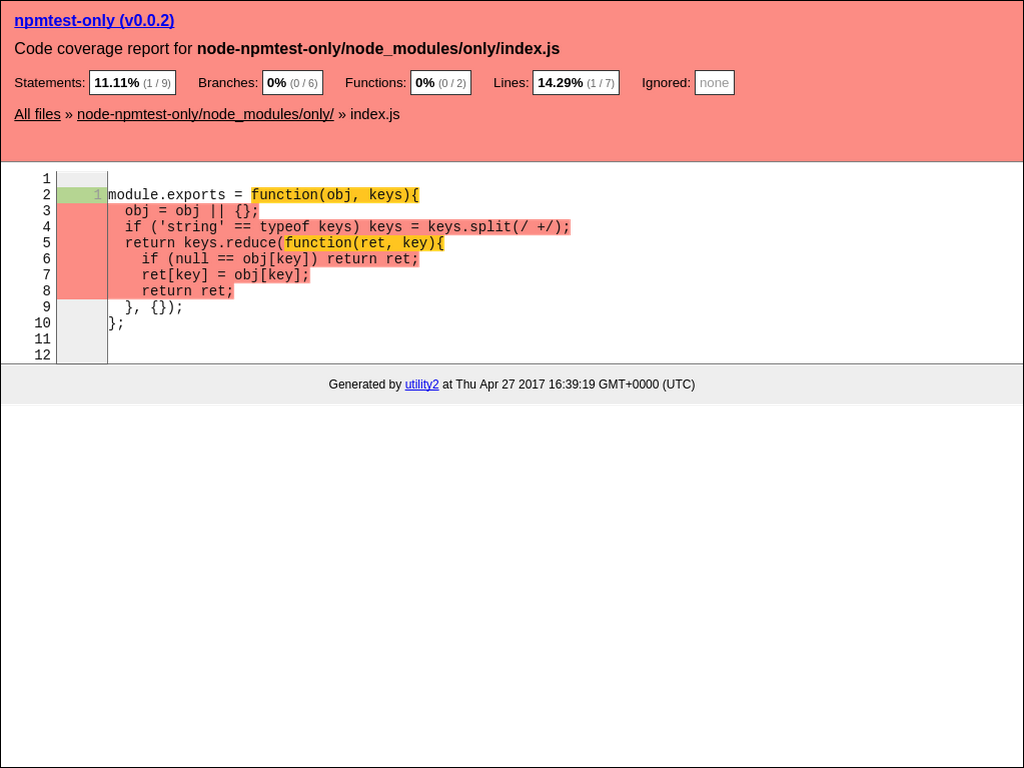 npmtest-only (v0.0.2)
Code coverage report for node-npmtest-only/node_modules/only/index.js
Statements: 11.11% (1 / 9) Branches: 0% (0 / 6) Functions: 0% (0 / 2) Lines: 14.29% (1 / 7) Ignored: none
All files » node-npmtest-only/node_modules/only/ » index.js
1
2 1 module.exports = function(obj, keys){
3 obj = obj || {};
4 if ('string' == typeof keys) keys = keys.split(/ +/);
5 return keys.reduce(function(ret, key){
6 if (null == obj[key]) return ret;
7 ret[key] = obj[key];
8 return ret;
9 }, {});
10 };
11
12
Generated by utility2 at Thu Apr 27 2017 16:39:19 GMT+0000 (UTC)